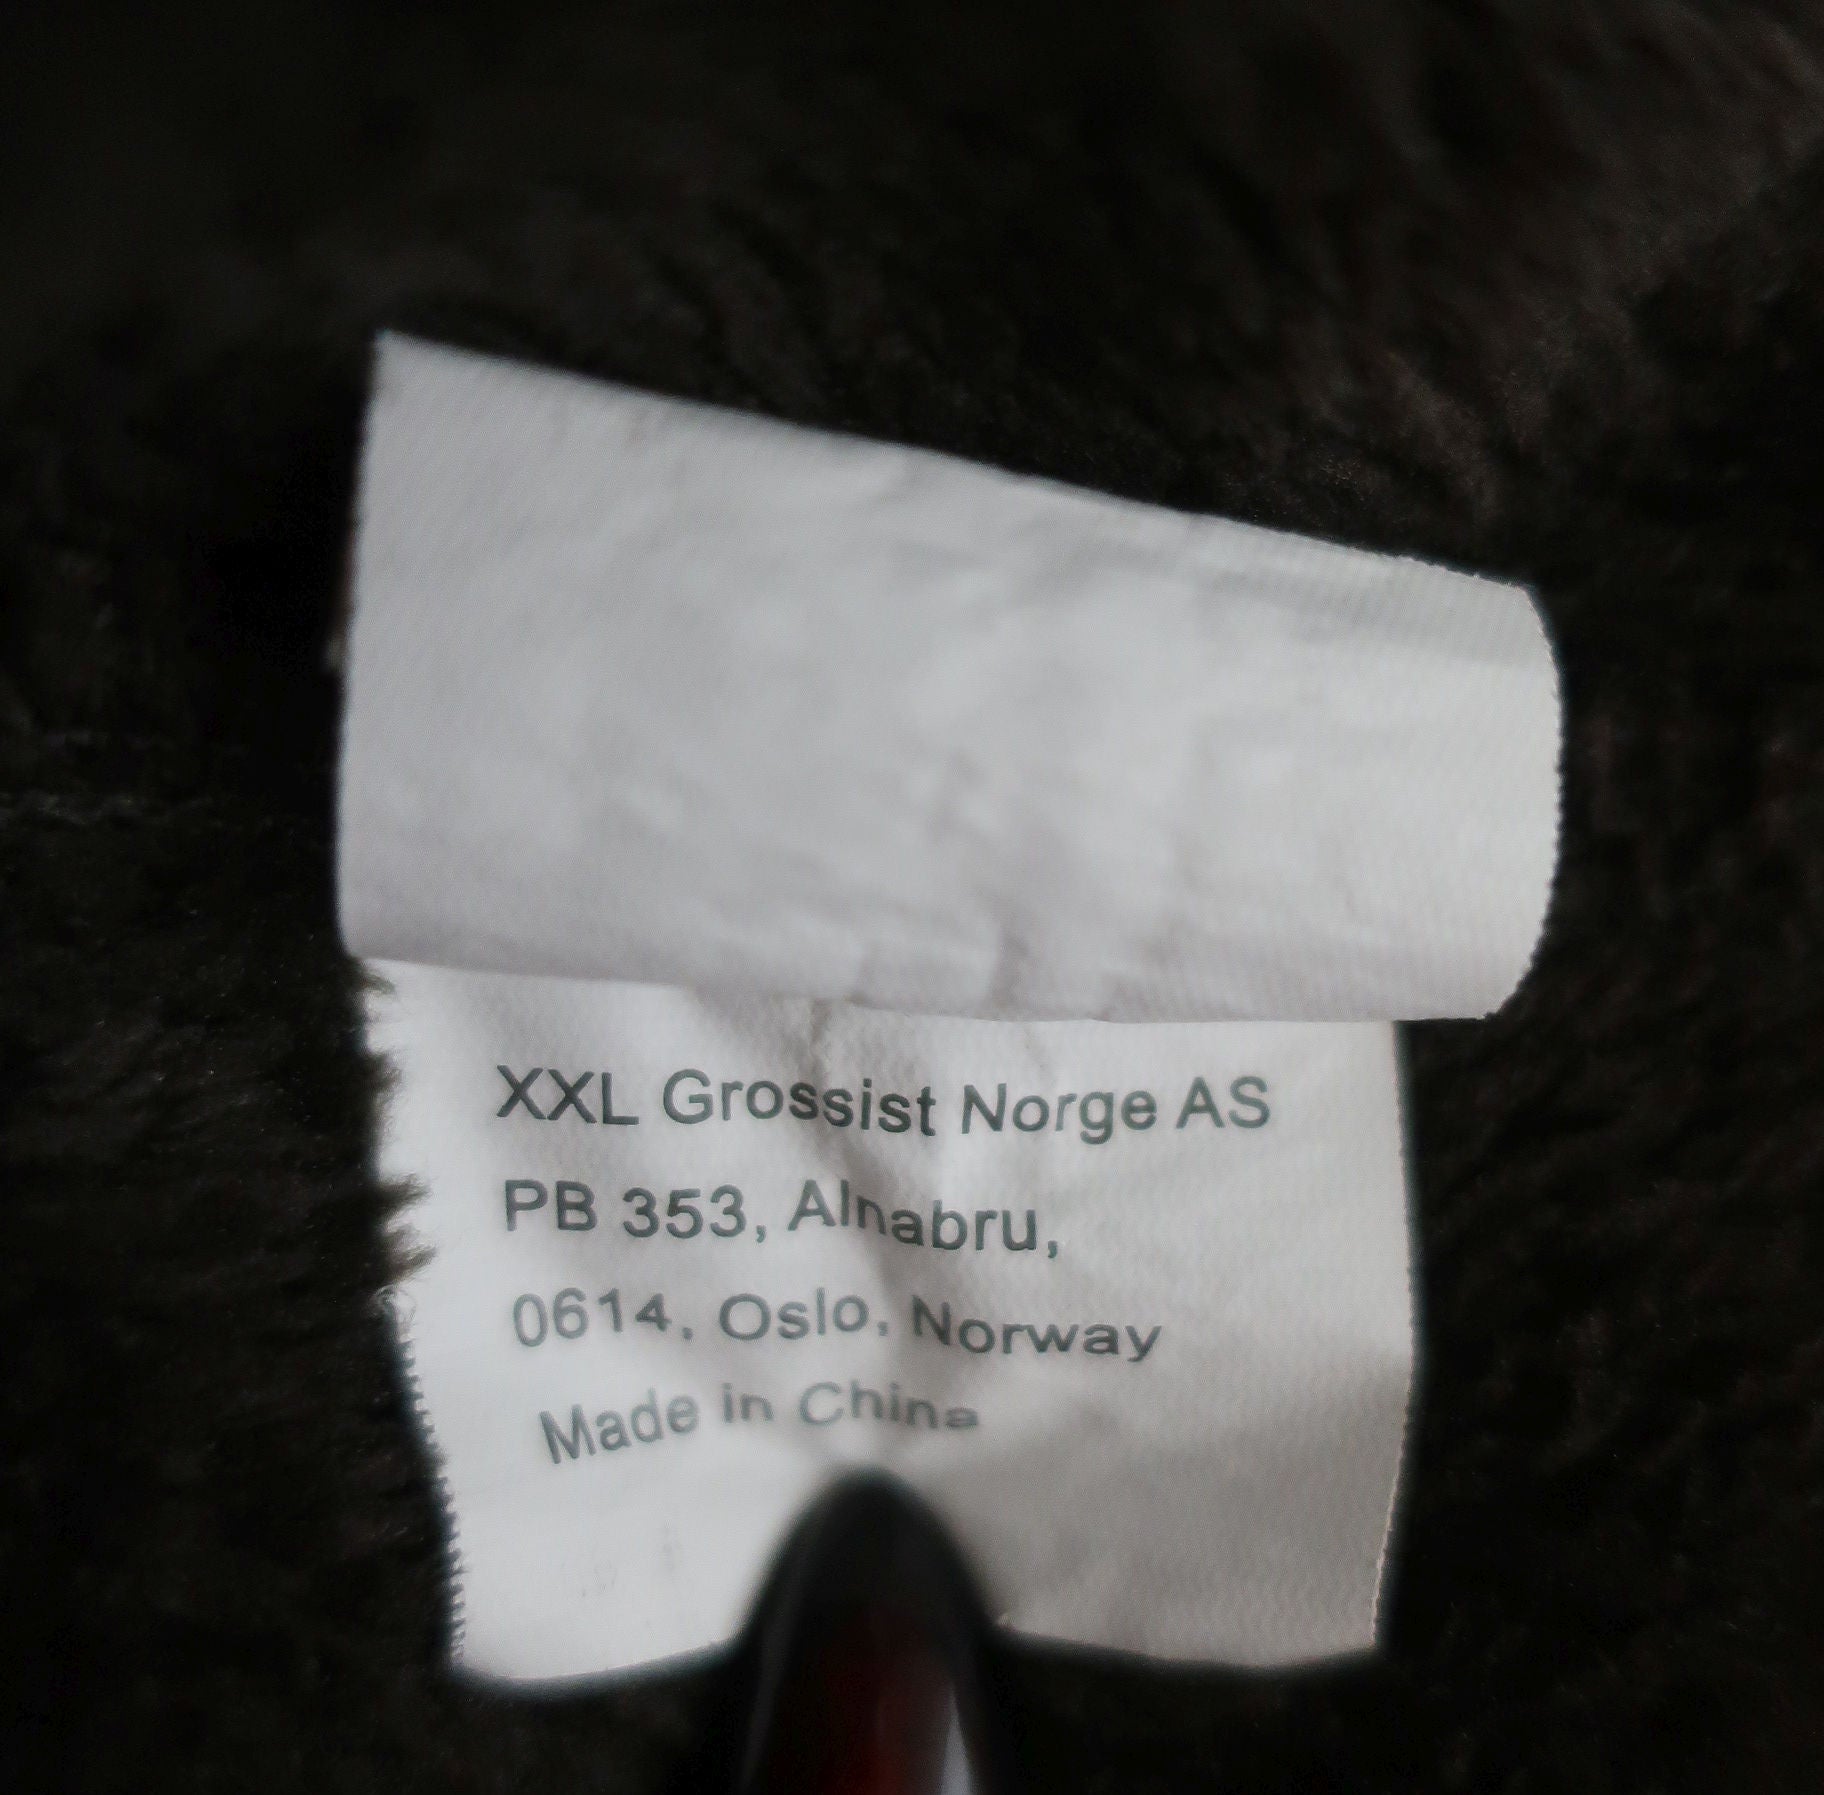 XXL Grossist Norge AS
PB 353, Alnabru,
0614, Oslo, Norway
Made in China